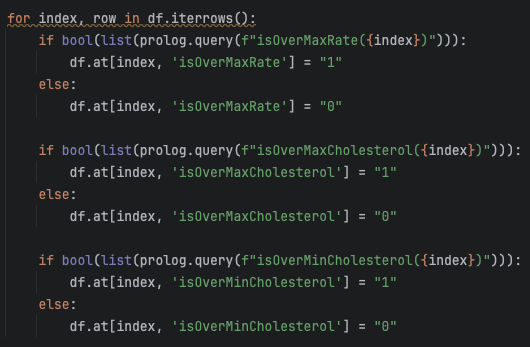 for index, row in df.iterrows():
    if bool(list(prolog.query(f"isOverMaxRate({index})"))):
        df.at[index, 'isOverMaxRate'] = "1"
    else:
        df.at[index, 'isOverMaxRate'] = "0"

    if bool(list(prolog.query(f"isOverMaxCholesterol({index})"))):
        df.at[index, 'isOverMaxCholesterol'] = "1"
    else:
        df.at[index, 'isOverMaxCholesterol'] = "0"

    if bool(list(prolog.query(f"isOverMinCholesterol({index})"))):
        df.at[index, 'isOverMinCholesterol'] = "1"
    else:
        df.at[index, 'isOverMinCholesterol'] = "0"